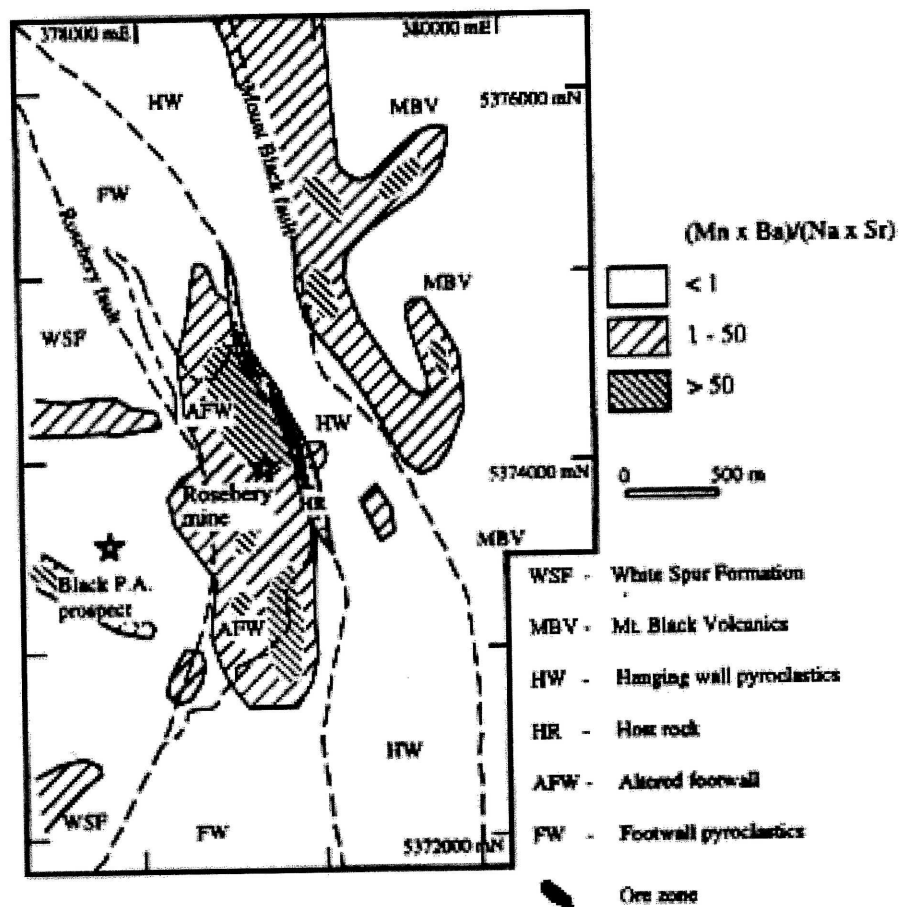 378000 mE
380000 mE
HW
MBV
5376000 mN
Mount Black fault
FW
Rosebery fault
(Mn x Ba)/(Na x Sr)
< 1
MBV
1 - 50
WSF
> 50
AFW
HW
5374000 mN
0 500 m
Rosebery
mine
HR
MBV
Black P.A.
prospect
WSF - White Spur Formation
MBV - Mt. Black Volcanics
AFW
HW - Hanging wall pyroclastics
HR - Host rock
HW
AFW - Altered footwall
WSF
FW
5372000 mN
FW - Footwall pyroclastics
Ore zone